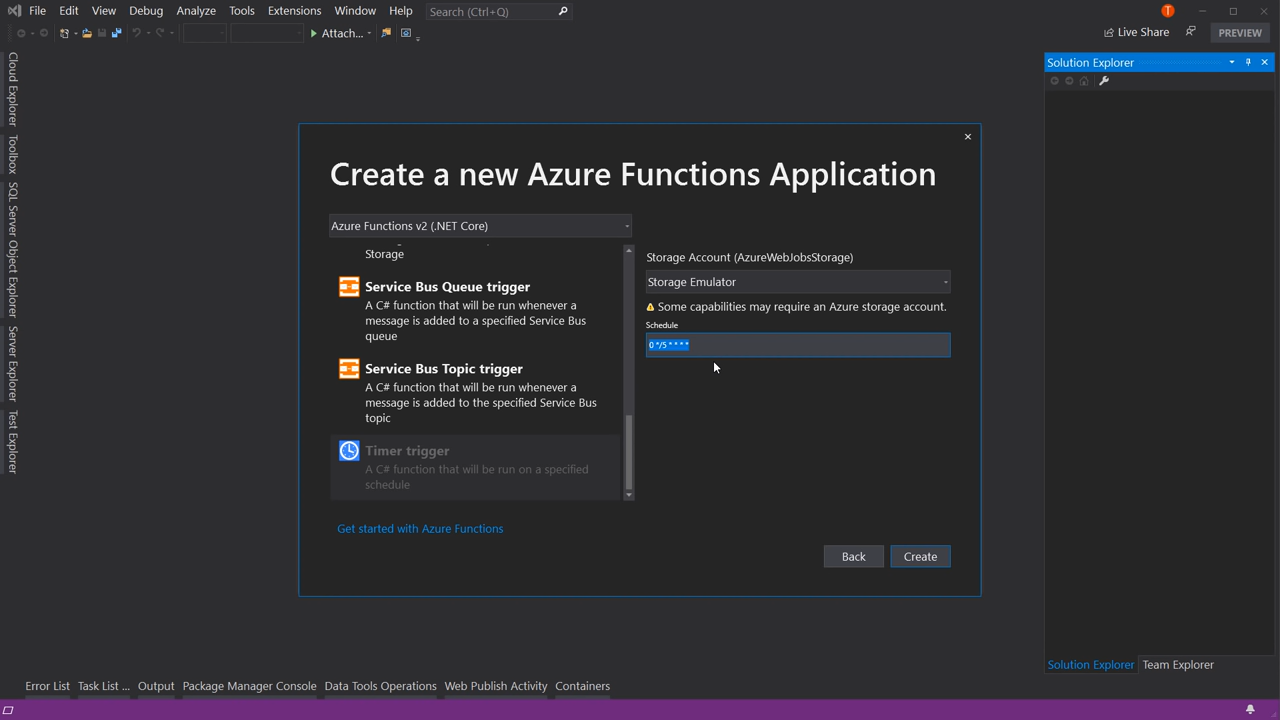 File Edit View Debug Analyze Tools Extensions Window Help Search (Ctrl+Q) T
Attach... Live Share PREVIEW
Cloud Explorer
Toolbox
SQL Server Object Explorer
Server Explorer
Test Explorer
Solution Explorer
Create a new Azure Functions Application
Azure Functions v2 (.NET Core)
Storage
Service Bus Queue trigger
A C# function that will be run whenever a
message is added to a specified Service Bus
queue
Service Bus Topic trigger
A C# function that will be run whenever a
message is added to the specified Service Bus
topic
Timer trigger
A C# function that will be run on a specified
schedule
Storage Account (AzureWebJobsStorage)
Storage Emulator
Some capabilities may require an Azure storage account.
Schedule
0 */5 * * * *
Get started with Azure Functions
Back Create
Solution Explorer Team Explorer
Error List Task List ... Output Package Manager Console Data Tools Operations Web Publish Activity Containers